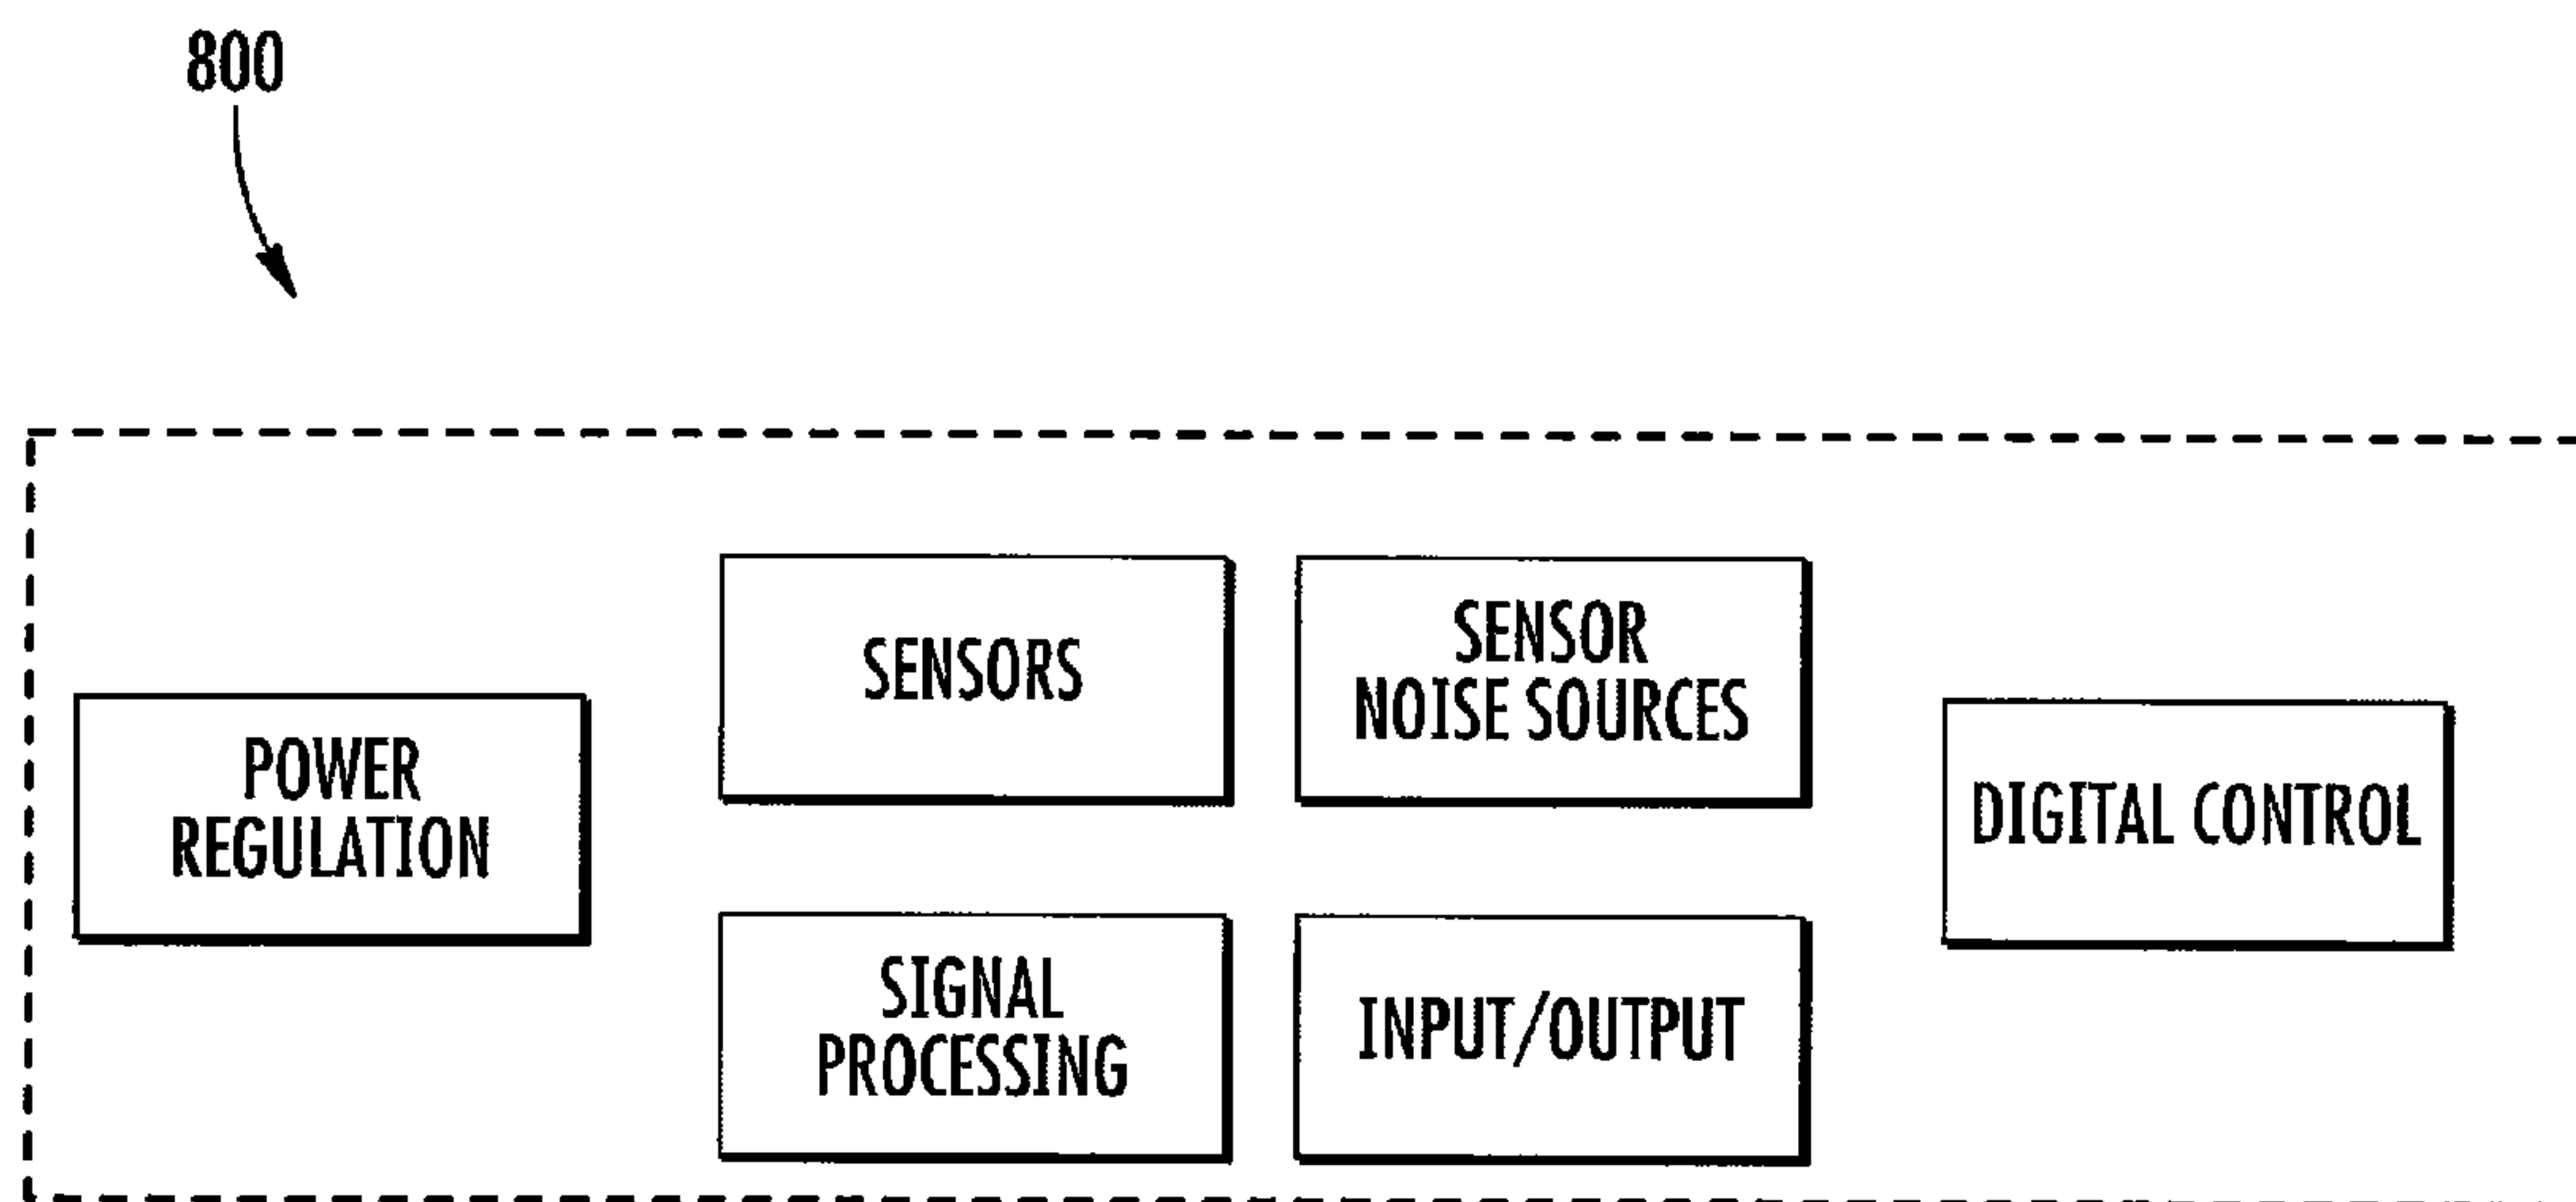 800
SENSORS
SENSOR
NOISE SOURCES
POWER
REGULATION
DIGITAL CONTROL
SIGNAL
PROCESSING
INPUT/OUTPUT